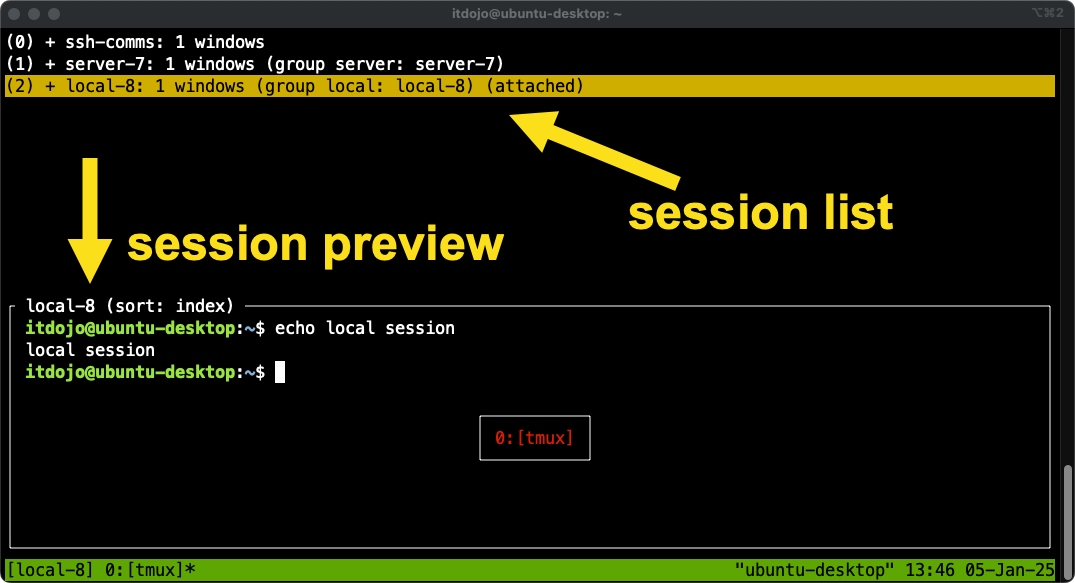 itdojo@ubuntu-desktop: ~
⌥⌘2
(0) + ssh-comms: 1 windows
(1) + server-7: 1 windows (group server: server-7)
(2) + local-8: 1 windows (group local: local-8) (attached)
session list
session preview
local-8 (sort: index)
itdojo@ubuntu-desktop:~$ echo local session
local session
itdojo@ubuntu-desktop:~$
0:[tmux]
[local-8] 0:[tmux]* "ubuntu-desktop" 13:46 05-Jan-25